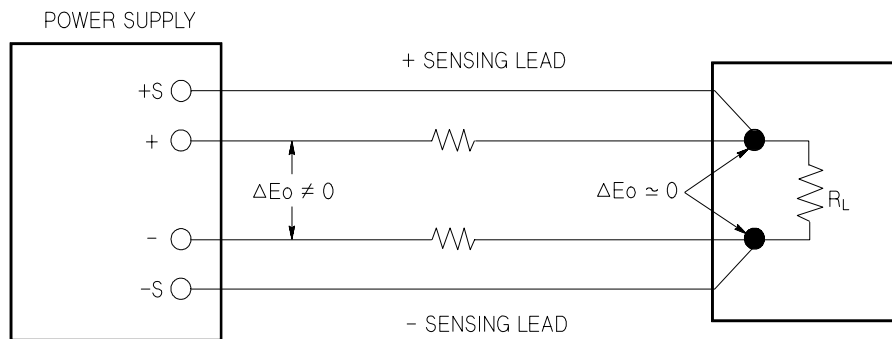 POWER SUPPLY
+ SENSING LEAD
+S
+
ΔEo ≠ 0
ΔEo ≃ 0
RL
-
-S
- SENSING LEAD